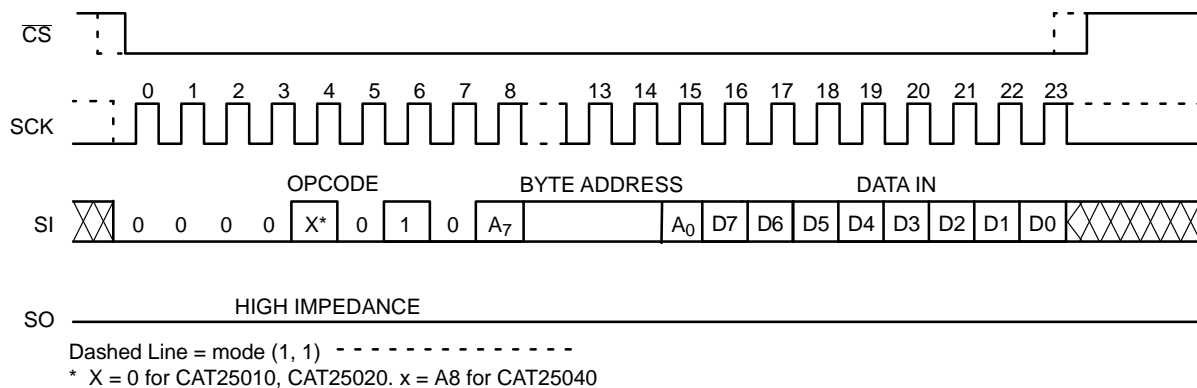 CS
0 1 2 3 4 5 6 7 8 13 14 15 16 17 18 19 20 21 22 23
SCK
OPCODE BYTE ADDRESS DATA IN
SI 0 0 0 0 X* 0 1 0 A7 A0 D7 D6 D5 D4 D3 D2 D1 D0
HIGH IMPEDANCE
SO
Dashed Line = mode (1, 1)
* X = 0 for CAT25010, CAT25020. x = A8 for CAT25040